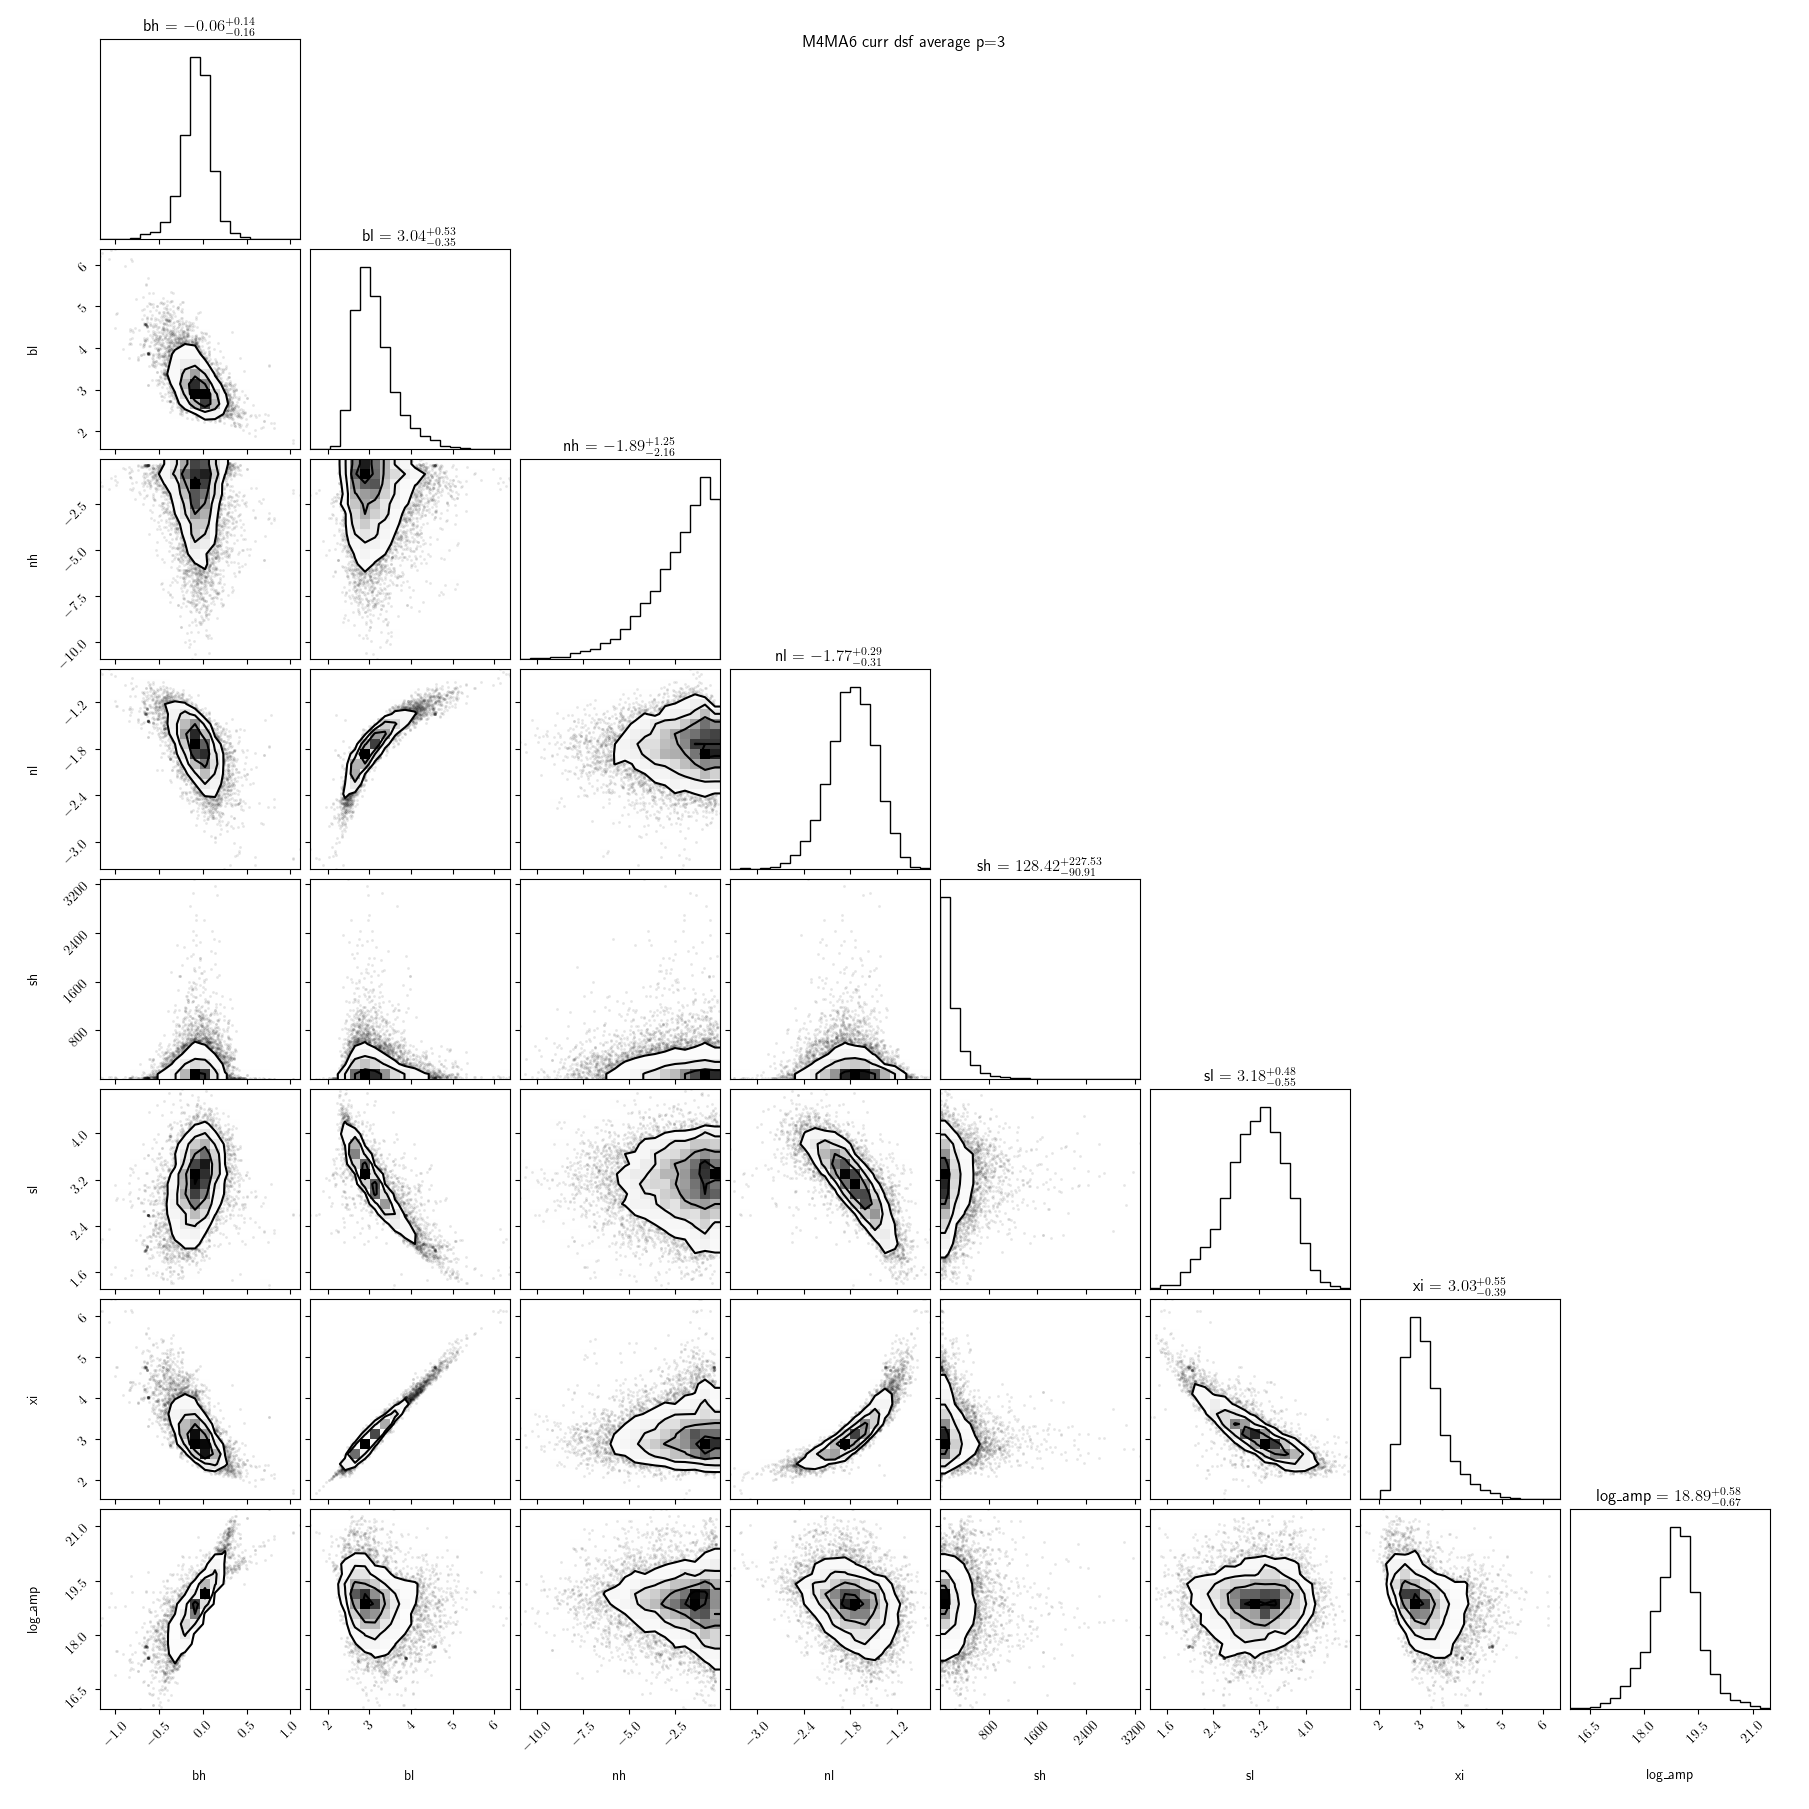 M4MA6 curr dsf average p=3
bh = −0.06 +0.14 −0.16
bl = 3.04 +0.53 −0.35
6
5
4
3
2
bl
nh = −1.89 +1.25 −2.16
−2.5
−5.0
−7.5
−10.0
nh
nl = −1.77 +0.29 −0.31
−1.2
−1.8
−2.4
−3.0
nl
sh = 128.42 +227.53 −90.91
3200
2400
1600
800
sh
sl = 3.18 +0.48 −0.55
4.0
3.2
2.4
1.6
sl
xi = 3.03 +0.55 −0.39
6
5
4
3
2
xi
log_amp = 18.89 +0.58 −0.67
21.0
19.5
18.0
16.5
log_amp
−1.0 −0.5 0.0 0.5 1.0 2 3 4 5 6 −10.0 −7.5 −5.0 −2.5 −3.0 −2.4 −1.8 −1.2 800 1600 2400 3200 1.6 2.4 3.2 4.0 2 3 4 5 6 16.5 18.0 19.5 21.0
bh bl nh nl sh sl xi log_amp